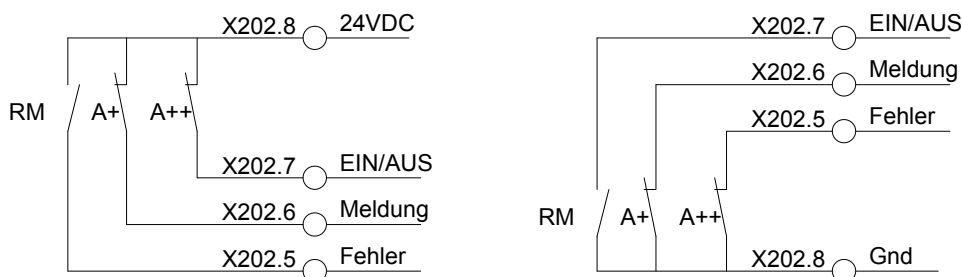 X202.8 24VDC
RM A+ A++
X202.7 EIN/AUS
X202.6 Meldung
X202.5 Fehler
X202.7 EIN/AUS
X202.6 Meldung
X202.5 Fehler
RM A+ A++
X202.8 Gnd